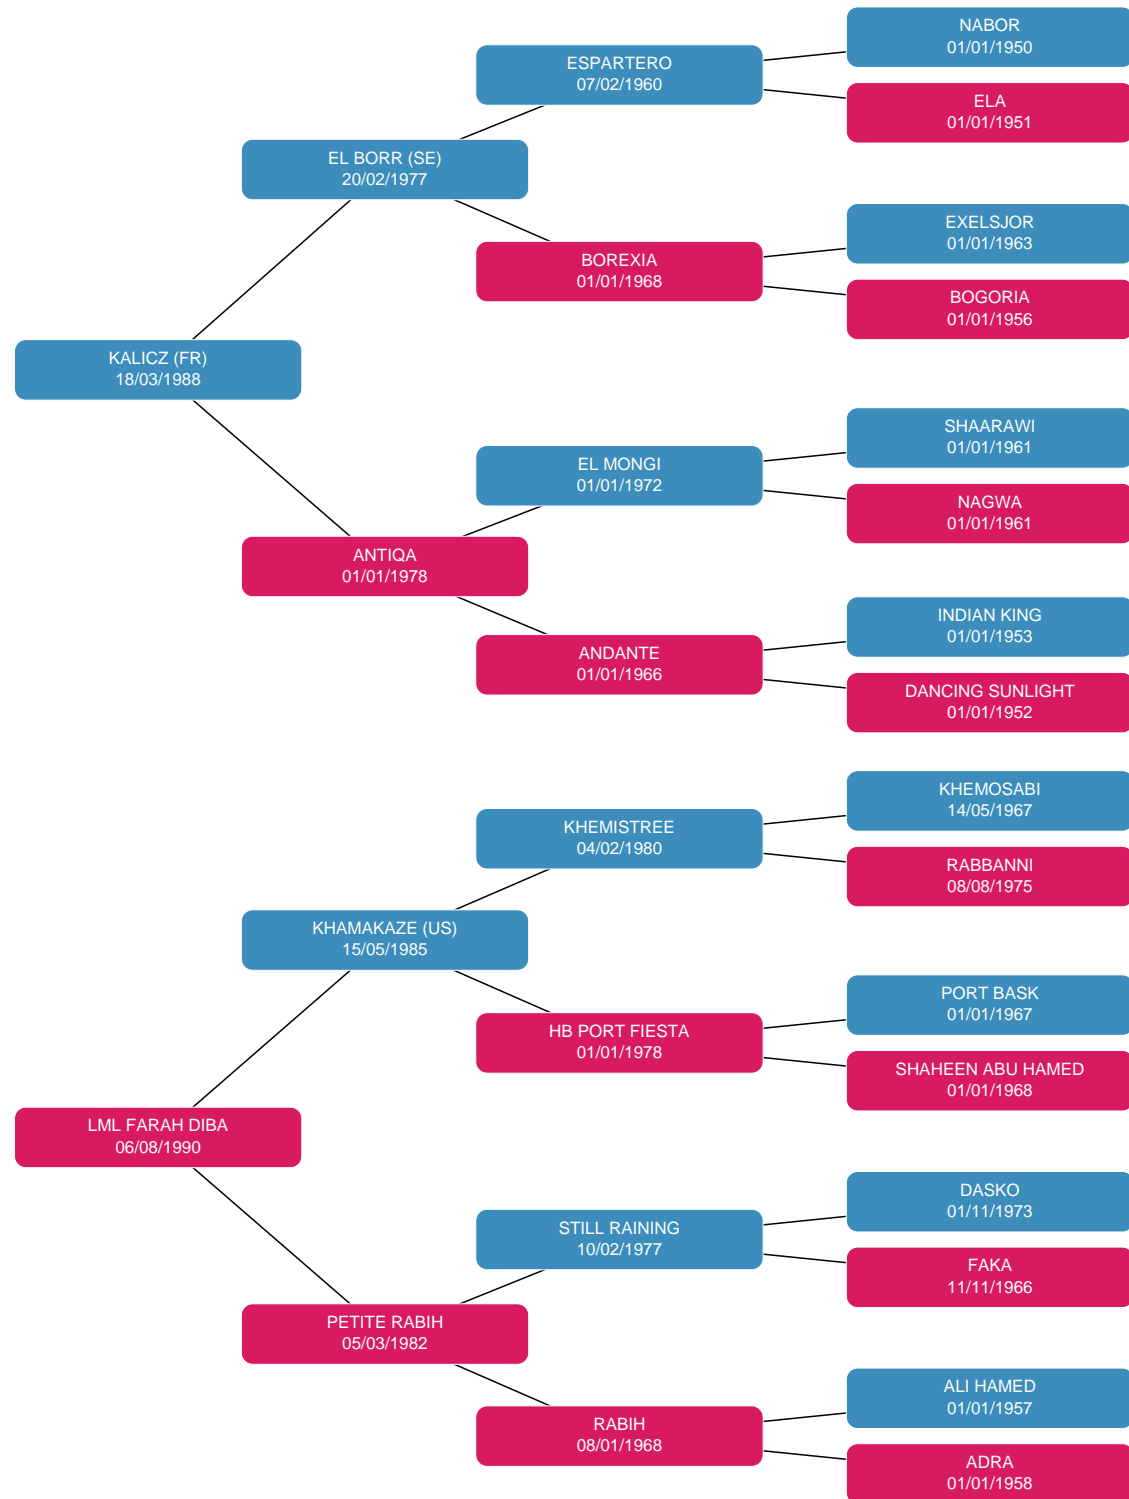 NABOR
01/01/1950
ESPARTERO
07/02/1960
ELA
01/01/1951
EL BORR (SE)
20/02/1977
EXELSJOR
01/01/1963
BOREXIA
01/01/1968
BOGORIA
01/01/1956
KALICZ (FR)
18/03/1988
SHAARAWI
01/01/1961
EL MONGI
01/01/1972
NAGWA
01/01/1961
ANTIQA
01/01/1978
INDIAN KING
01/01/1953
ANDANTE
01/01/1966
DANCING SUNLIGHT
01/01/1952
KHEMOSABI
14/05/1967
KHEMISTREE
04/02/1980
RABBANNI
08/08/1975
KHAMAKAZE (US)
15/05/1985
PORT BASK
01/01/1967
HB PORT FIESTA
01/01/1978
SHAHEEN ABU HAMED
01/01/1968
LML FARAH DIBA
06/08/1990
DASKO
01/11/1973
STILL RAINING
10/02/1977
FAKA
11/11/1966
PETITE RABIH
05/03/1982
ALI HAMED
01/01/1957
RABIH
08/01/1968
ADRA
01/01/1958